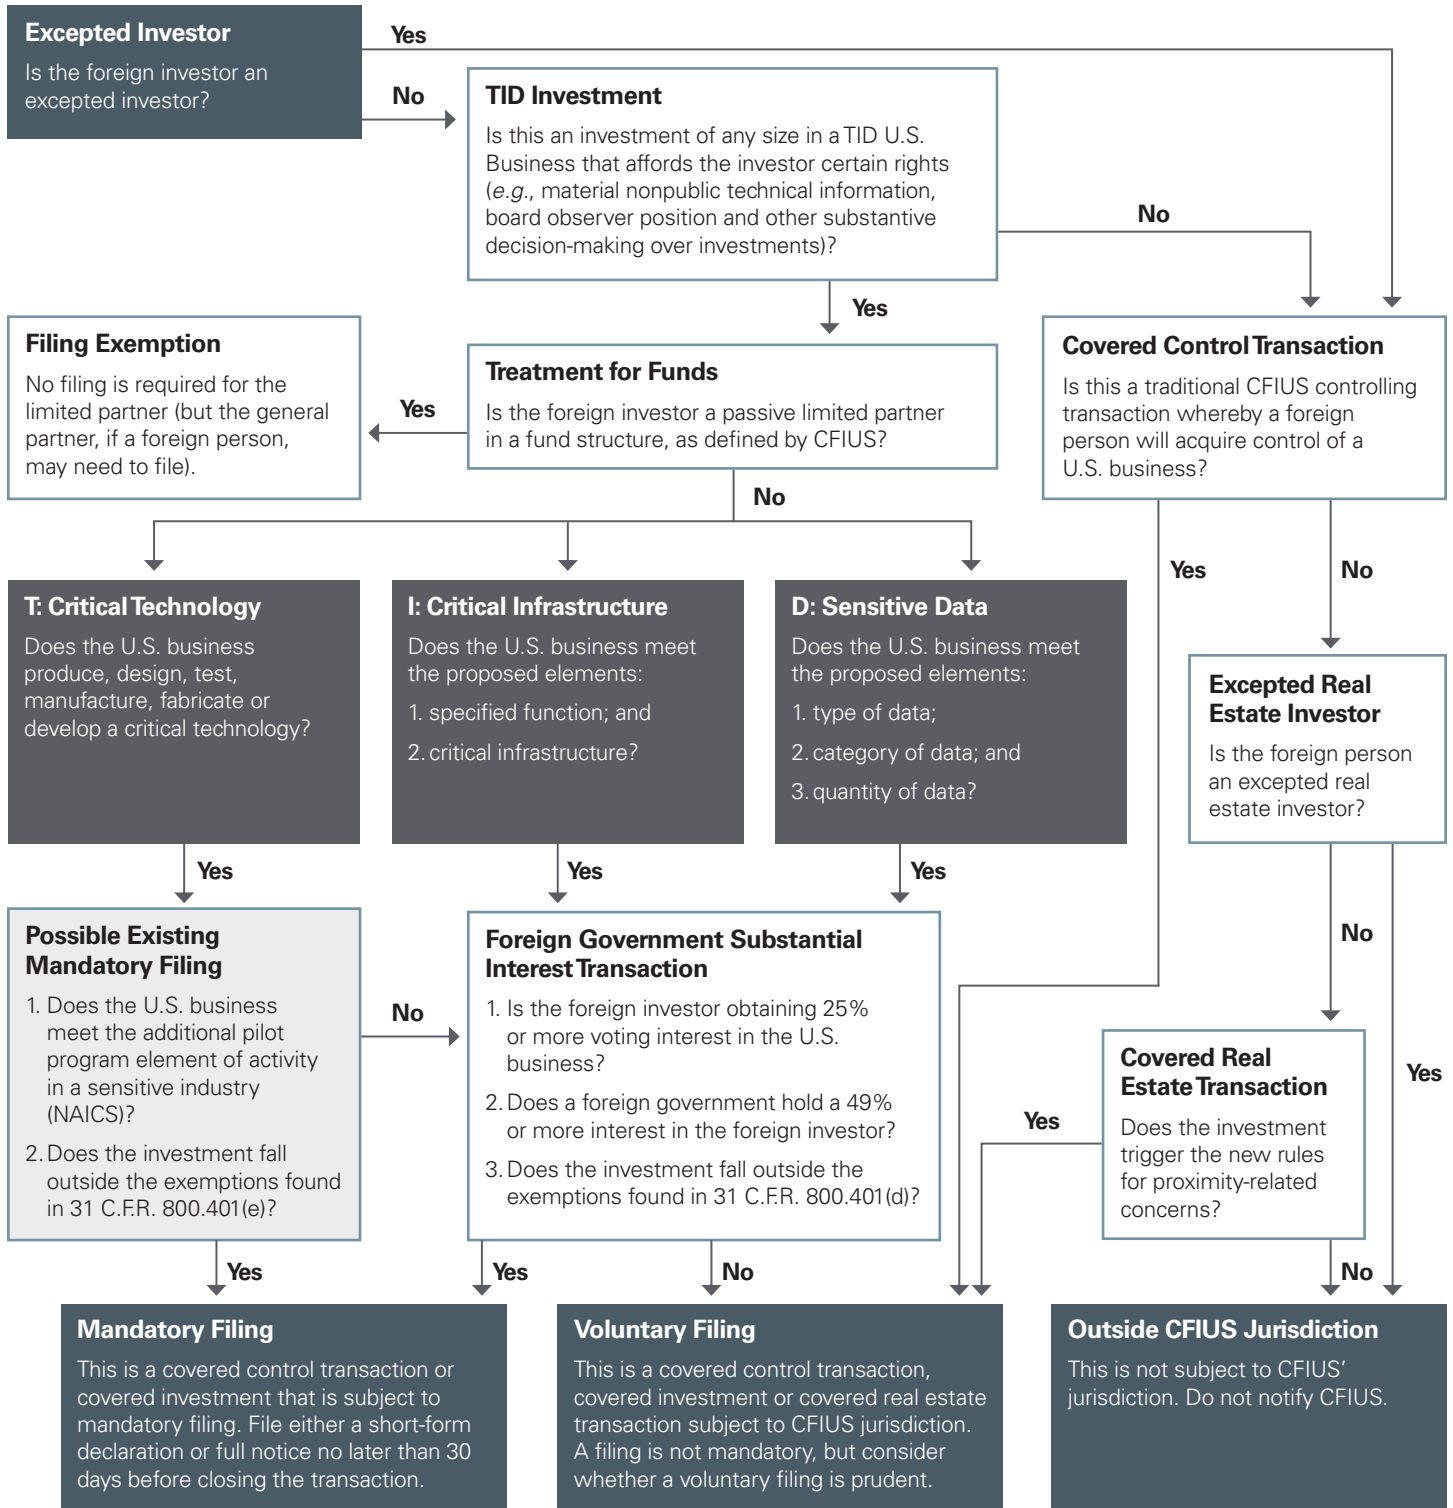 Excepted Investor
Is the foreign investor an
excepted investor?
Yes
No
TID Investment
Is this an investment of any size in a TID U.S.
Business that affords the investor certain rights
(e.g., material nonpublic technical information,
board observer position and other substantive
decision-making over investments)?
No
Yes
Filing Exemption
No filing is required for the
limited partner (but the general
partner, if a foreign person,
may need to file).
Yes
Treatment for Funds
Is the foreign investor a passive limited partner
in a fund structure, as defined by CFIUS?
No
Covered Control Transaction
Is this a traditional CFIUS controlling
transaction whereby a foreign
person will acquire control of a
U.S. business?
Yes
No
T: Critical Technology
Does the U.S. business
produce, design, test,
manufacture, fabricate or
develop a critical technology?
Yes
I: Critical Infrastructure
Does the U.S. business meet
the proposed elements:
1. specified function; and
2. critical infrastructure?
Yes
D: Sensitive Data
Does the U.S. business meet
the proposed elements:
1. type of data;
2. category of data; and
3. quantity of data?
Yes
Excepted Real
Estate Investor
Is the foreign person
an excepted real
estate investor?
No
Yes
Possible Existing
Mandatory Filing
1. Does the U.S. business
meet the additional pilot
program element of activity
in a sensitive industry
(NAICS)?
2. Does the investment fall
outside the exemptions found
in 31 C.F.R. 800.401(e)?
No
Yes
Foreign Government Substantial
Interest Transaction
1. Is the foreign investor obtaining 25%
or more voting interest in the U.S.
business?
2. Does a foreign government hold a 49%
or more interest in the foreign investor?
3. Does the investment fall outside the
exemptions found in 31 C.F.R. 800.401(d)?
Yes
No
Covered Real
Estate Transaction
Does the investment
trigger the new rules
for proximity-related
concerns?
Yes
No
Mandatory Filing
This is a covered control transaction or
covered investment that is subject to
mandatory filing. File either a short-form
declaration or full notice no later than 30
days before closing the transaction.
Voluntary Filing
This is a covered control transaction,
covered investment or covered real estate
transaction subject to CFIUS jurisdiction.
A filing is not mandatory, but consider
whether a voluntary filing is prudent.
Outside CFIUS Jurisdiction
This is not subject to CFIUS'
jurisdiction. Do not notify CFIUS.